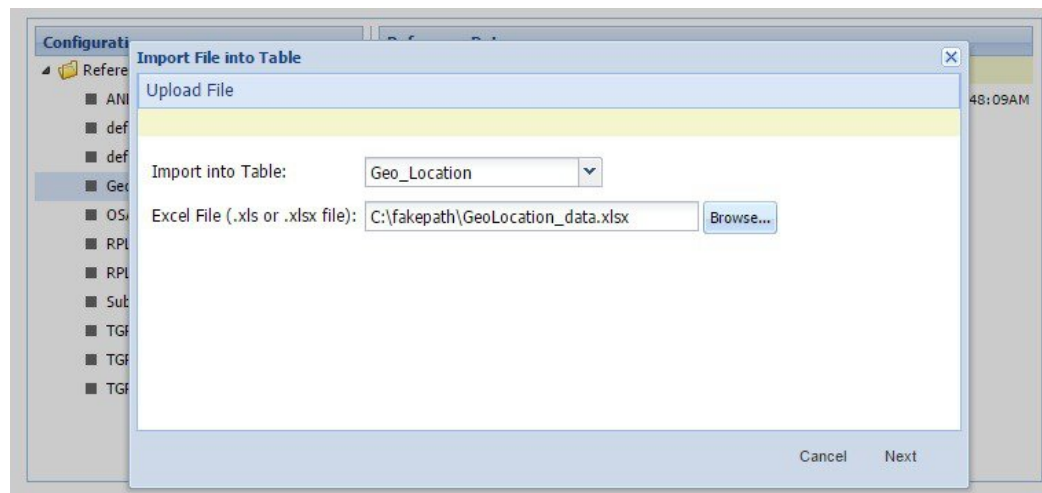 Configurati
Import File into Table
Refere
Upload File
ANI
48:09AM
def
def
Import into Table: Geo_Location
Geo
Excel File (.xls or .xlsx file): C:\fakepath\GeoLocation_data.xlsx Browse...
OSA
RPL
RPL
Sub
TGF
TGF
TGF
Cancel Next